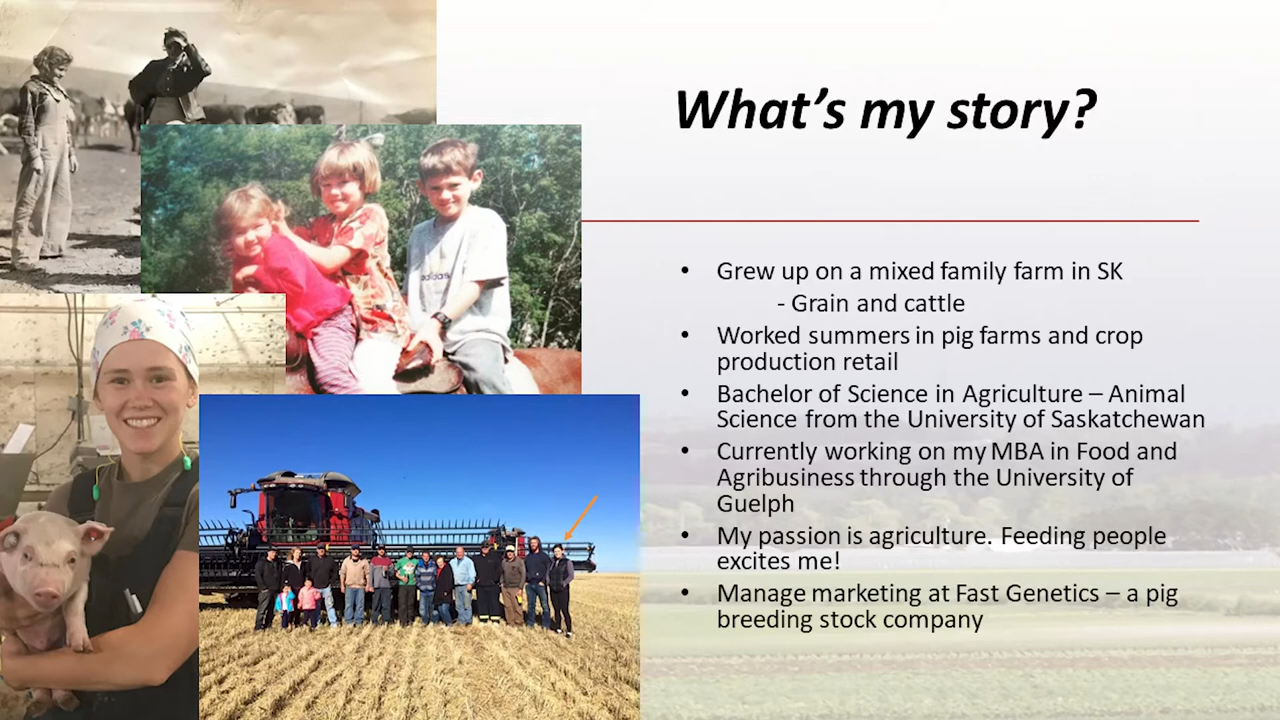 What's my story?
• Grew up on a mixed family farm in SK
- Grain and cattle
• Worked summers in pig farms and crop
production retail
• Bachelor of Science in Agriculture – Animal
Science from the University of Saskatchewan
• Currently working on my MBA in Food and
Agribusiness through the University of
Guelph
• My passion is agriculture. Feeding people
excites me!
• Manage marketing at Fast Genetics – a pig
breeding stock company
adidas